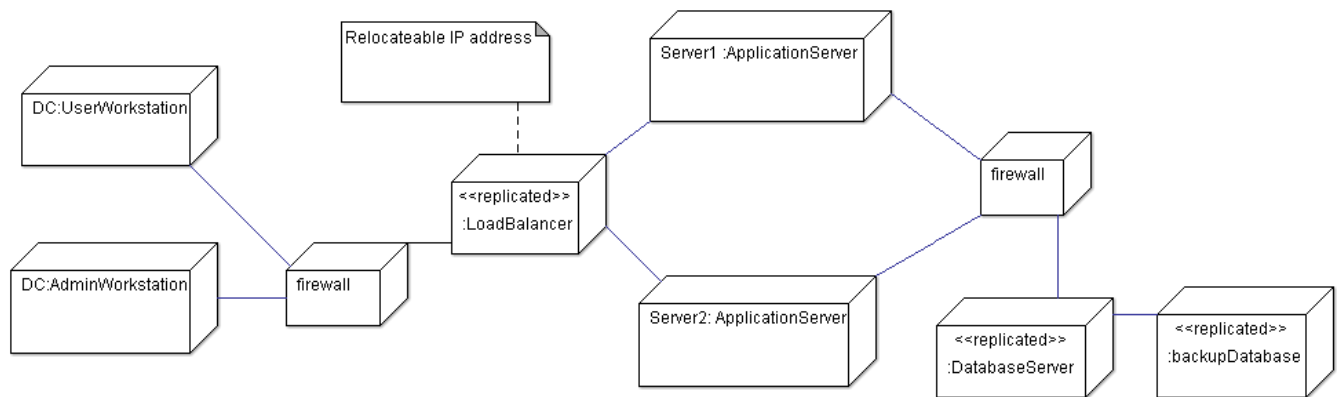 Relocateable IP address
Server1 :ApplicationServer
DC:UserWorkstation
firewall
<<replicated>>
:LoadBalancer
DC:AdminWorkstation
firewall
Server2: ApplicationServer
<<replicated>>
:DatabaseServer
<<replicated>>
:backupDatabase